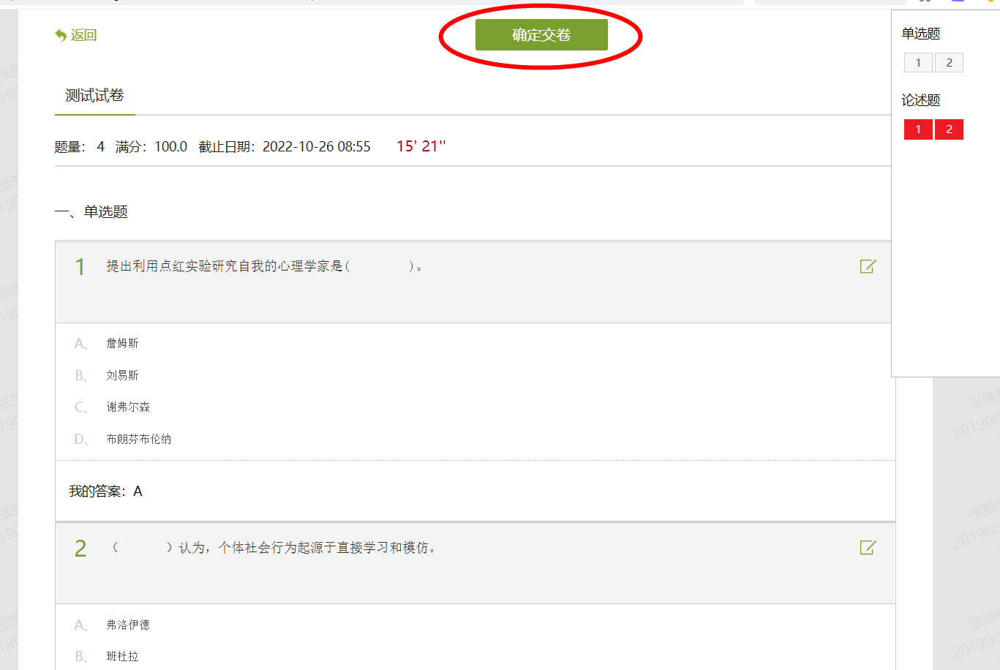 返回
确定交卷
单选题
1 2
论述题
1 2
测试试卷
题量： 4 满分：100.0 截止日期：2022-10-26 08:55 15' 21''
一、单选题
1 提出利用点红实验研究自我的心理学家是( )。
A、 詹姆斯
B、 刘易斯
C、 谢弗尔森
D、 布朗芬布伦纳
我的答案：A
2 （ ）认为，个体社会行为起源于直接学习和模仿。
A、 弗洛伊德
B、 班杜拉